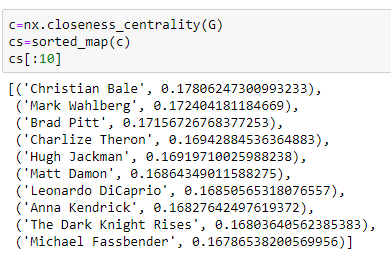 c=nx.closeness_centrality(G)
cs=sorted_map(c)
cs[:10]
[('Christian Bale', 0.17806247300993233),
('Mark Wahlberg', 0.172404181184669),
('Brad Pitt', 0.17156726768377253),
('Charlize Theron', 0.16942884536364883),
('Hugh Jackman', 0.16919710025988238),
('Matt Damon', 0.16864349011588275),
('Leonardo DiCaprio', 0.16850565318076557),
('Anna Kendrick', 0.16827642497619372),
('The Dark Knight Rises', 0.16803640562385383),
('Michael Fassbender', 0.16786538200569956)]